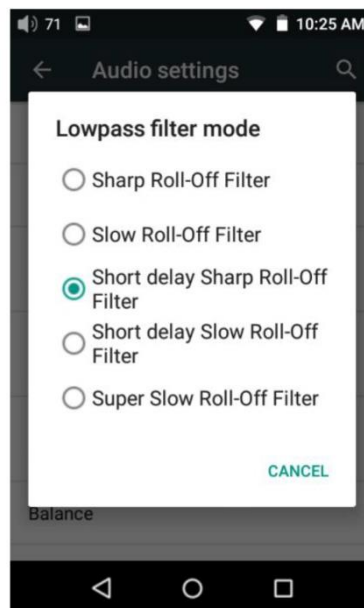 71
10:25 AM
Audio settings
Lowpass filter mode
Sharp Roll-Off Filter
Slow Roll-Off Filter
Short delay Sharp Roll-Off
Filter
Short delay Slow Roll-Off
Filter
Super Slow Roll-Off Filter
CANCEL
Balance